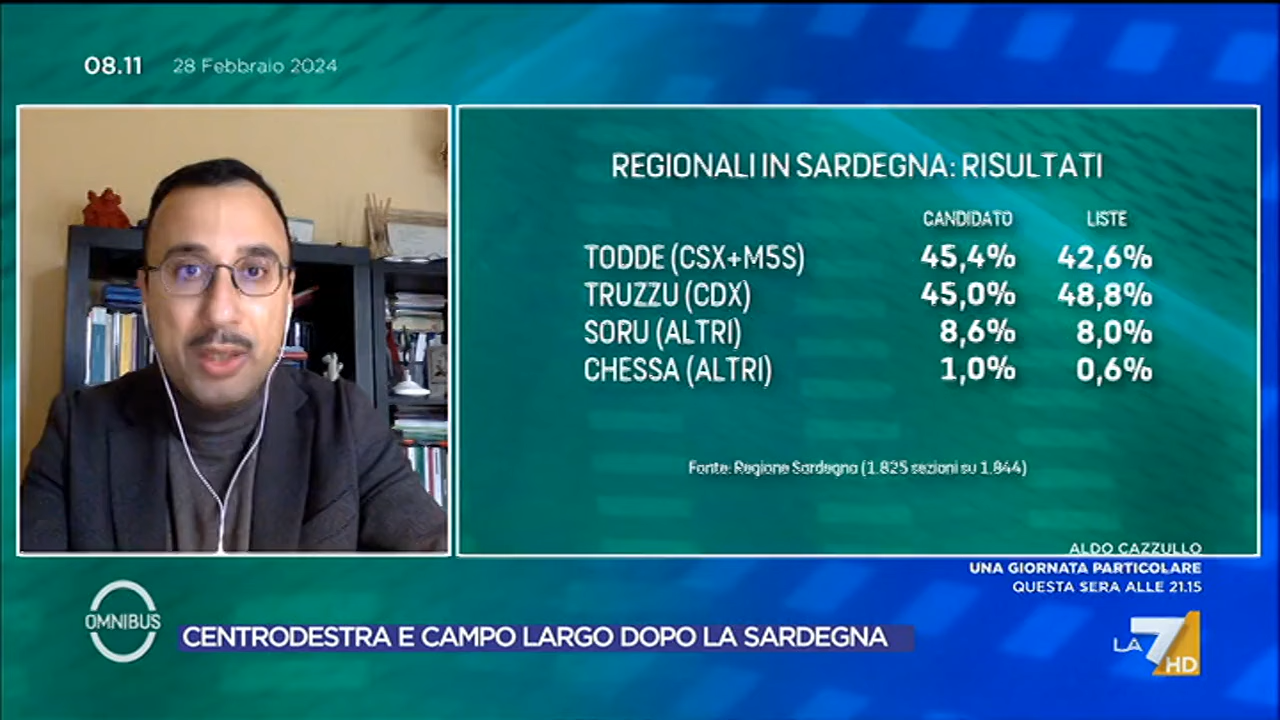 08.11 28 Febbraio 2024
REGIONALI IN SARDEGNA: RISULTATI
CANDIDATO LISTE
TODDE (CSX+M5S) 45,4% 42,6%
TRUZZU (CDX) 45,0% 48,8%
SORU (ALTRI) 8,6% 8,0%
CHESSA (ALTRI) 1,0% 0,6%
Fonte: Regione Sardegna (1.825 sezioni su 1.844)
ALDO CAZZULLO
UNA GIORNATA PARTICOLARE
QUESTA SERA ALLE 21.15
OMNIBUS
CENTRODESTRA E CAMPO LARGO DOPO LA SARDEGNA
LA 7 HD